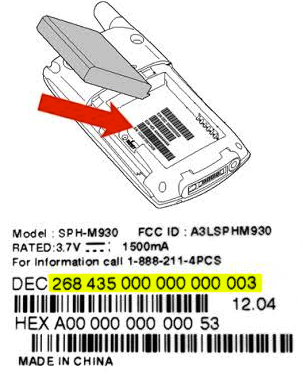 Model : SPH-M930 FCC ID : A3LSPHM930
RATED:3.7V ⎓: 1500mA
For Information call 1-888-211-4PCS
DEC 268 435 000 000 000 003
12.04
HEX A00 000 000 000 53
MADE IN CHINA